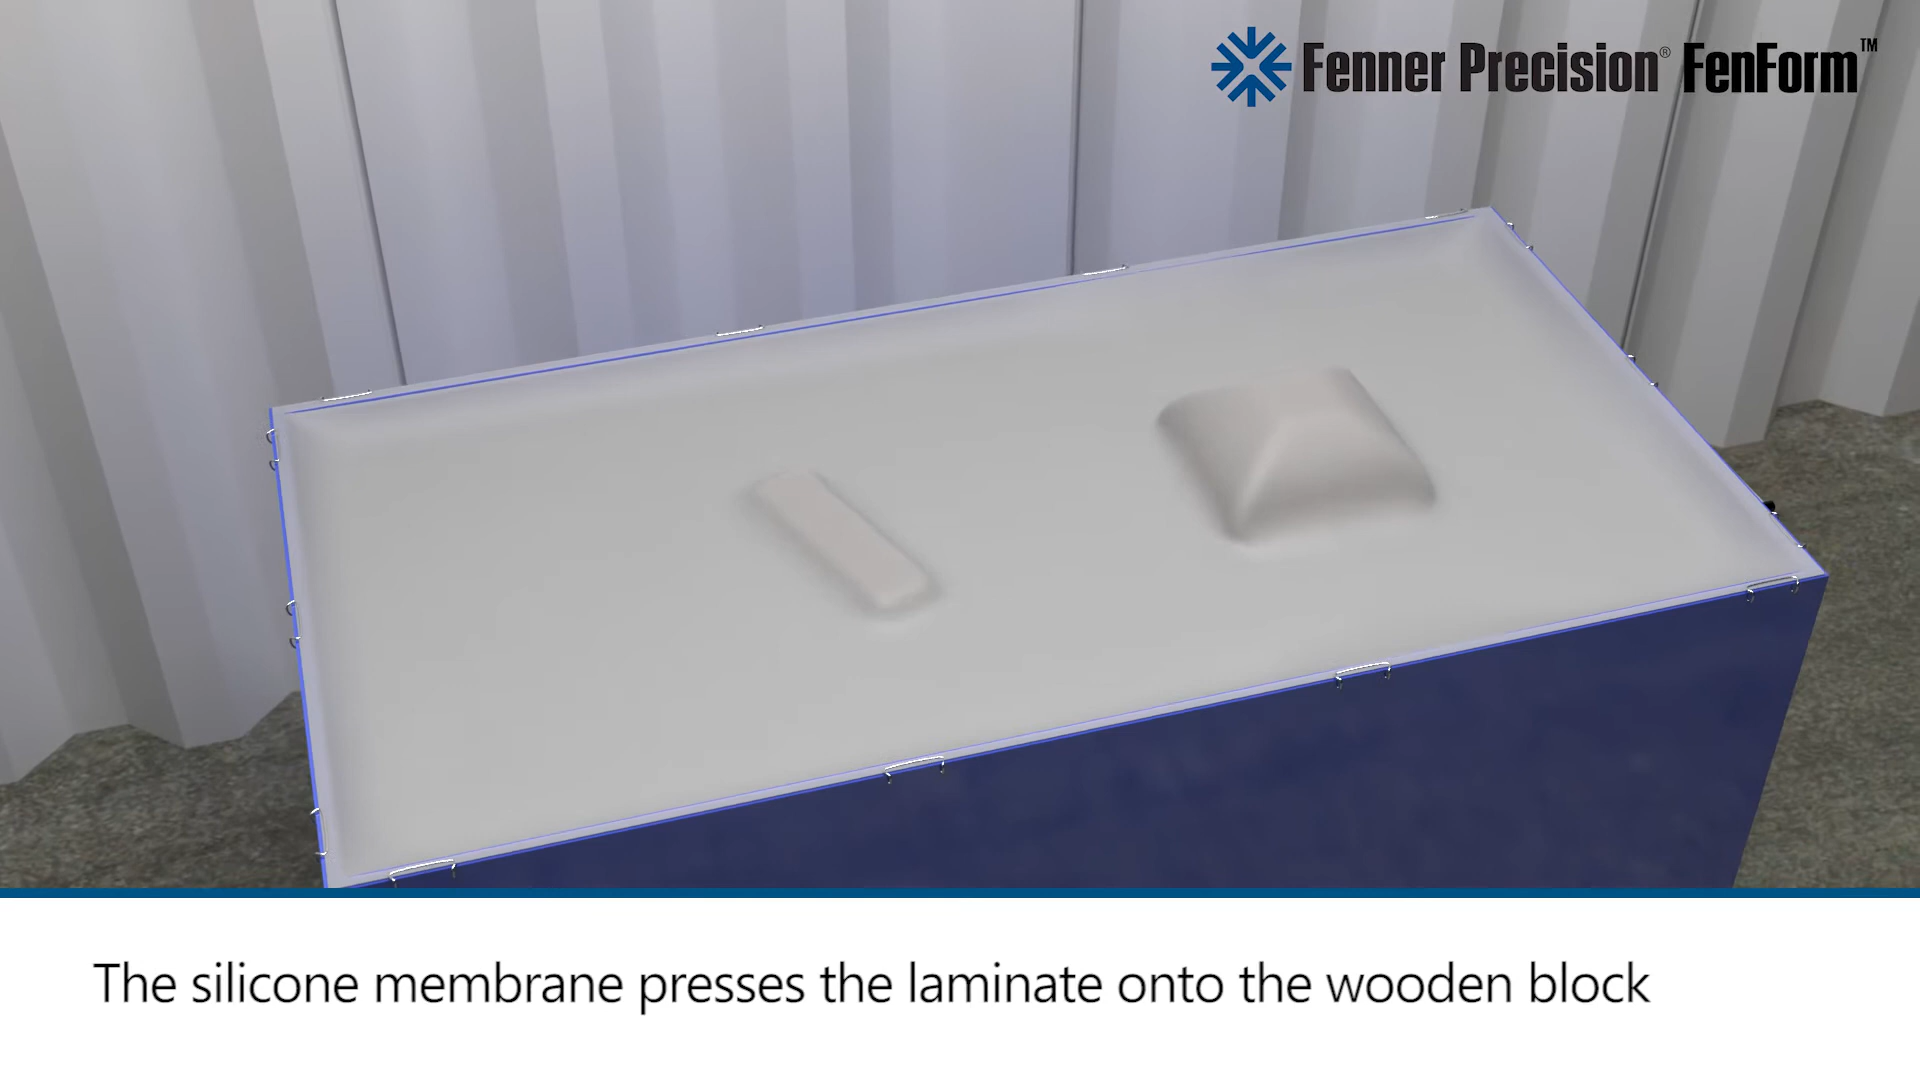 Fenner Precision® FenForm™
The silicone membrane presses the laminate onto the wooden block